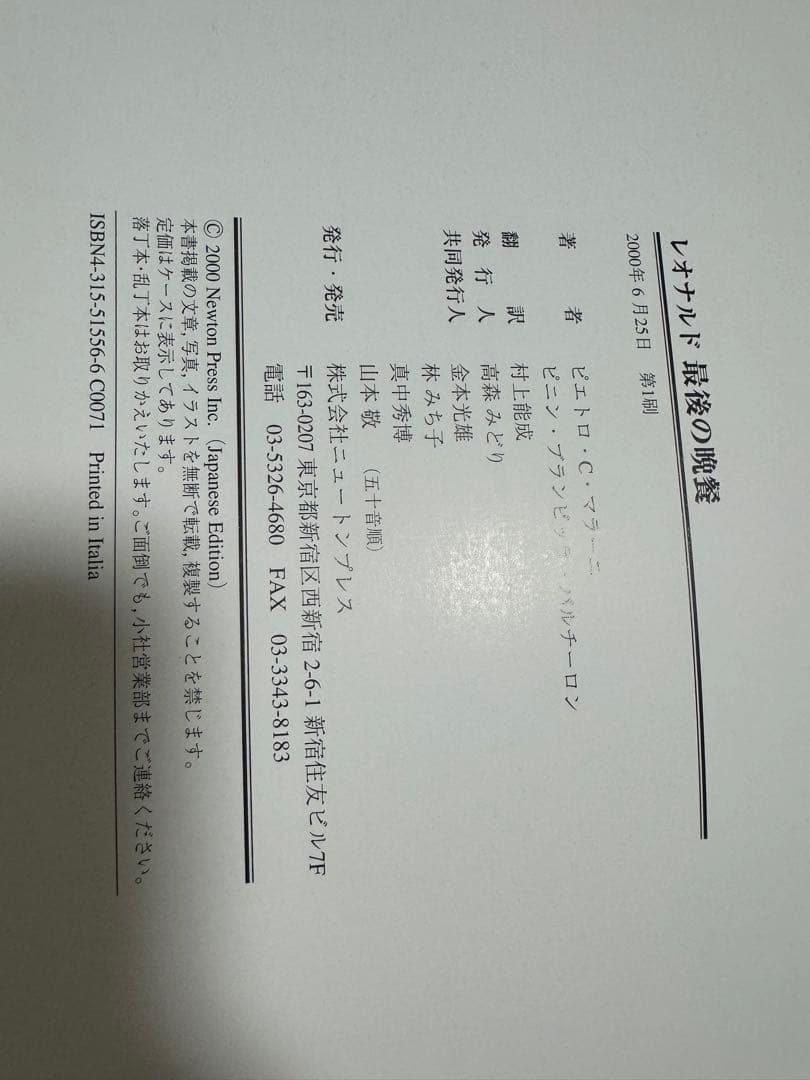 レオナルド 最後の晩餐
2000年6月25日　第1刷
著者　ピエトロ・C・マラーニ
ピニン・ブランビッラ・バルチーロン
翻訳　村上能成
発行人　高森みどり
共同発行人　金本光雄
林 みち子
真中秀博
山本 敬　（五十音順）
発行・発売　株式会社ニュートンプレス
〒163-0207 東京都新宿区西新宿 2-6-1 新宿住友ビル7F
電話　03-5326-4680　FAX　03-3343-8183
© 2000 Newton Press Inc.（Japanese Edition）
本書掲載の文章, 写真, イラストを無断で転載, 複製することを禁じます。
定価はケースに表示してあります。
落丁本・乱丁本はお取りかえいたします。ご面倒でも, 小社営業部までご連絡ください。
ISBN4-315-51556-6 C0071　Printed in Italia